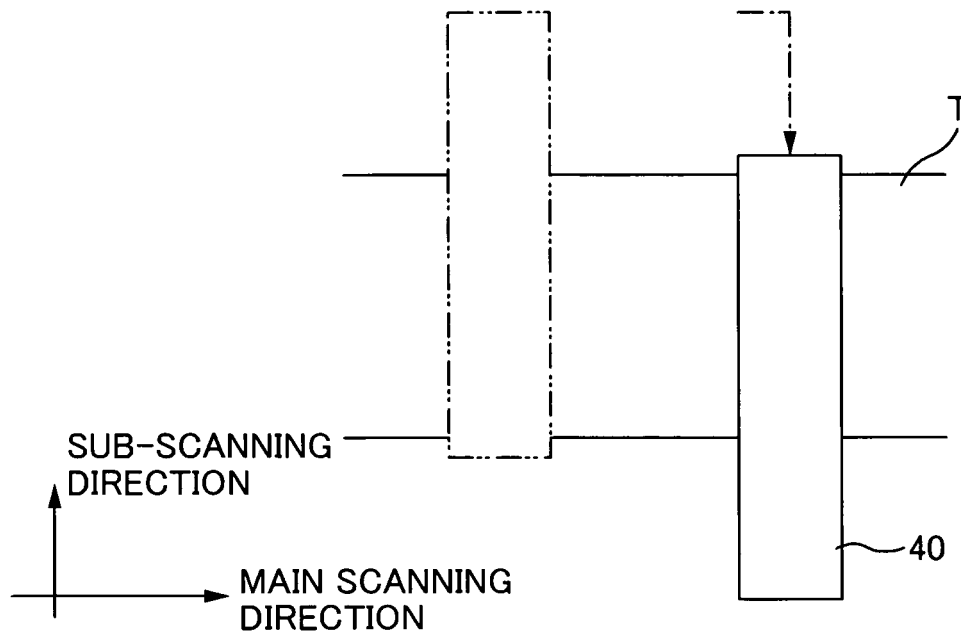 T
SUB-SCANNING
DIRECTION
40
MAIN SCANNING
DIRECTION